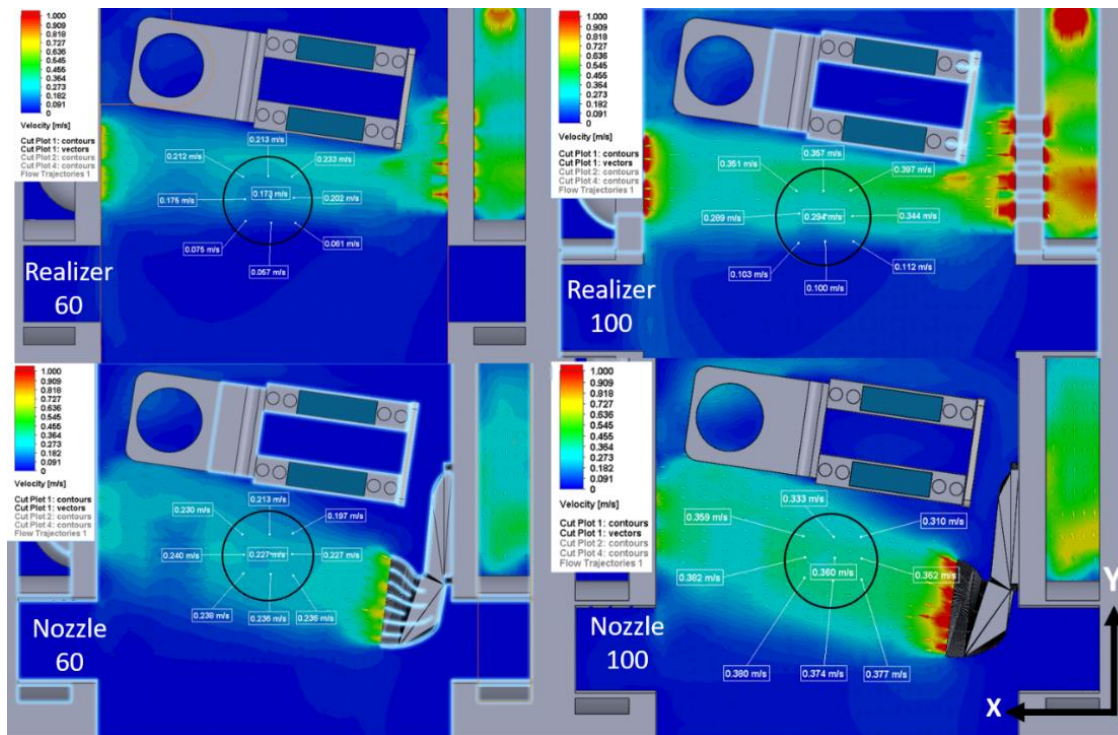 1.000
0.909
0.818
0.727
0.636
0.545
0.455
0.364
0.273
0.182
0.091
0
Velocity [m/s]
Cut Plot 1: contours
Cut Plot 1: vectors
Cut Plot 2: contours
Cut Plot 4: contours
Flow Trajectories 1
0.213 m/s
0.212 m/s
0.233 m/s
0.175 m/s
0.173 m/s
0.202 m/s
0.075 m/s
0.061 m/s
0.067 m/s
Realizer
60
1.000
0.909
0.818
0.727
0.636
0.545
0.455
0.364
0.273
0.182
0.091
0
Velocity [m/s]
Cut Plot 1: contours
Cut Plot 1: vectors
Cut Plot 2: contours
Cut Plot 4: contours
Flow Trajectories 1
0.357 m/s
0.351 m/s
0.397 m/s
0.289 m/s
0.294 m/s
0.344 m/s
0.103 m/s
0.112 m/s
0.100 m/s
Realizer
100
1.000
0.909
0.818
0.727
0.636
0.545
0.455
0.364
0.273
0.182
0.091
0
Velocity [m/s]
Cut Plot 1: contours
Cut Plot 1: vectors
Cut Plot 2: contours
Cut Plot 4: contours
Flow Trajectories 1
0.213 m/s
0.230 m/s
0.197 m/s
0.240 m/s
0.227 m/s
0.227 m/s
0.238 m/s
0.236 m/s
0.236 m/s
Nozzle
60
1.000
0.909
0.818
0.727
0.636
0.545
0.455
0.364
0.273
0.182
0.091
0
Velocity [m/s]
Cut Plot 1: contours
Cut Plot 1: vectors
Cut Plot 2: contours
Cut Plot 4: contours
Flow Trajectories 1
0.333 m/s
0.359 m/s
0.310 m/s
0.382 m/s
0.360 m/s
0.362 m/s
0.380 m/s
0.374 m/s
0.377 m/s
Nozzle
100
Y
X